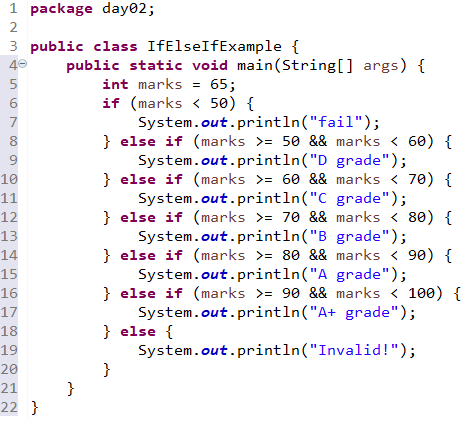 1 package day02;
2
3 public class IfElseIfExample {
4     public static void main(String[] args) {
5         int marks = 65;
6         if (marks < 50) {
7             System.out.println("fail");
8         } else if (marks >= 50 && marks < 60) {
9             System.out.println("D grade");
10         } else if (marks >= 60 && marks < 70) {
11             System.out.println("C grade");
12         } else if (marks >= 70 && marks < 80) {
13             System.out.println("B grade");
14         } else if (marks >= 80 && marks < 90) {
15             System.out.println("A grade");
16         } else if (marks >= 90 && marks < 100) {
17             System.out.println("A+ grade");
18         } else {
19             System.out.println("Invalid!");
20         }
21     }
22 }